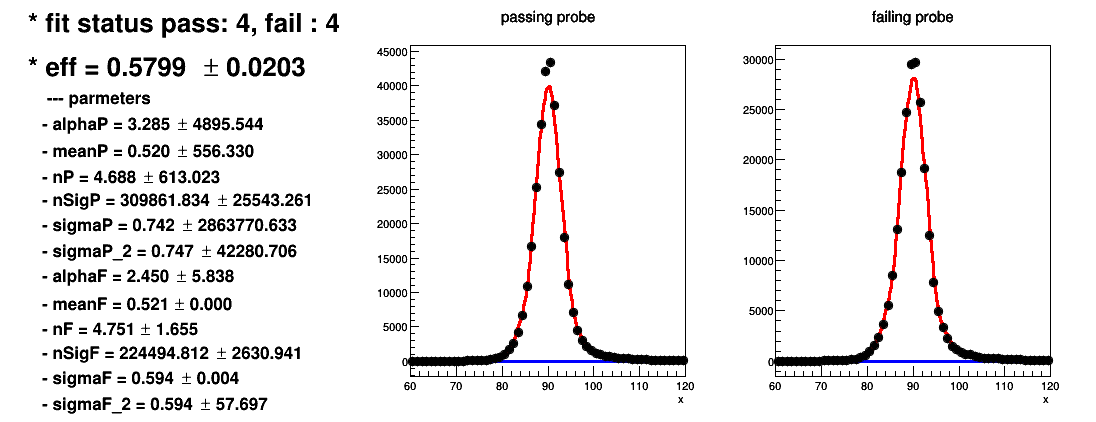 * fit status pass: 4, fail : 4
* eff = 0.5799 ± 0.0203
--- parmeters
- alphaP = 3.285 ± 4895.544
- meanP = 0.520 ± 556.330
- nP = 4.688 ± 613.023
- nSigP = 309861.834 ± 25543.261
- sigmaP = 0.742 ± 2863770.633
- sigmaP_2 = 0.747 ± 42280.706
- alphaF = 2.450 ± 5.838
- meanF = 0.521 ± 0.000
- nF = 4.751 ± 1.655
- nSigF = 224494.812 ± 2630.941
- sigmaF = 0.594 ± 0.004
- sigmaF_2 = 0.594 ± 57.697
passing probe
45000
40000
35000
30000
25000
20000
15000
10000
5000
0
60 70 80 90 100 110 120
x
failing probe
30000
25000
20000
15000
10000
5000
0
60 70 80 90 100 110 120
x